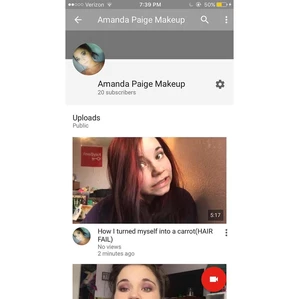 Verizon 7:39 PM 50%
Amanda Paige Makeup
Amanda Paige Makeup
20 subscribers
Uploads
Public
5:17
How I turned myself into a carrot(HAIR
FAIL)
No views
2 minutes ago